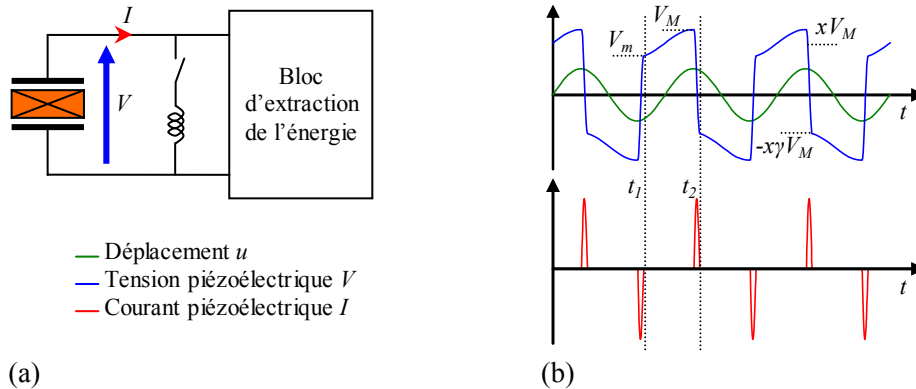 I
V
Bloc
d'extraction
de l'énergie
Déplacement u
Tension piézoélectrique V
Courant piézoélectrique I
(a)
V_M
xV_M
V_m
t
-xγV_M
t_1
t_2
t
(b)